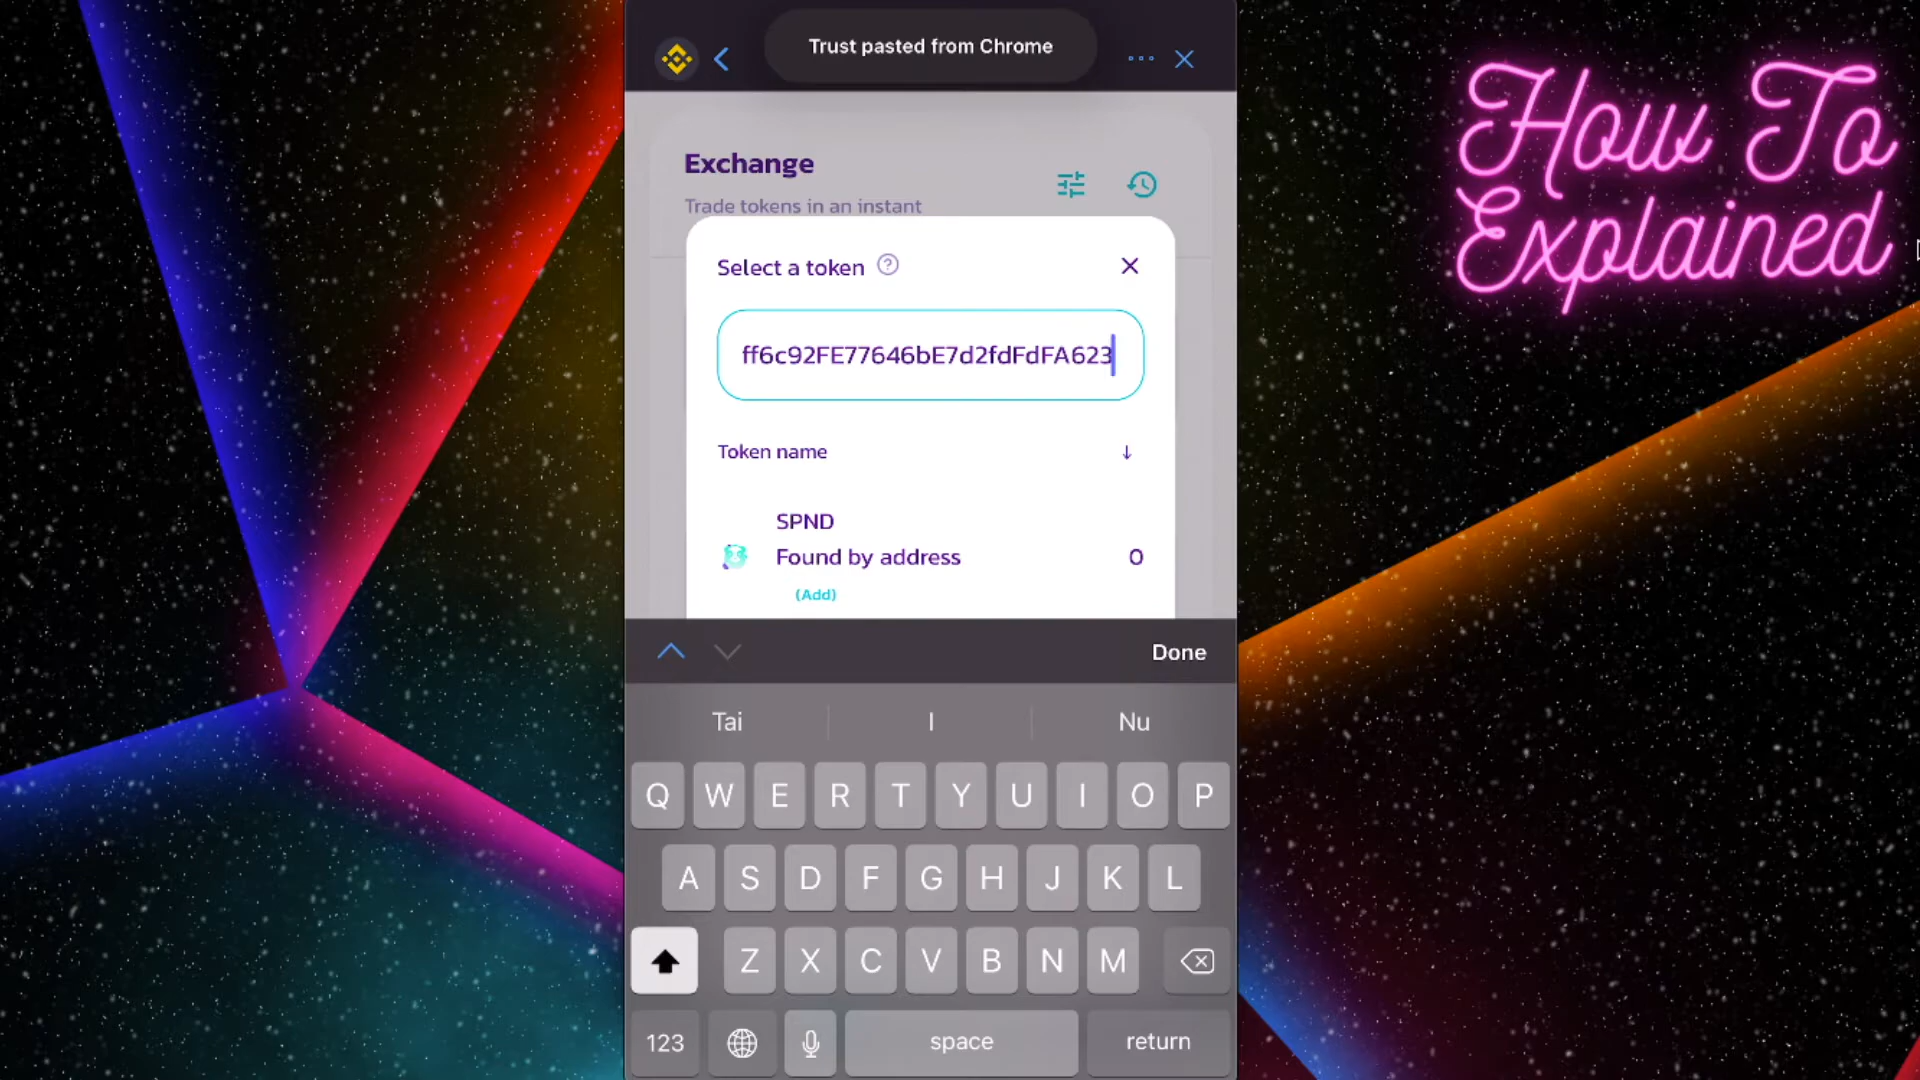 Trust pasted from Chrome
How To
Explained
Exchange
Trade tokens in an instant
Select a token ?
ff6c92FE77646bE7d2fdFdFA623
Token name ↓
SPND
Found by address 0
(Add)
Done
Tai I Nu
Q W E R T Y U I O P
A S D F G H J K L
Z X C V B N M
123 space return